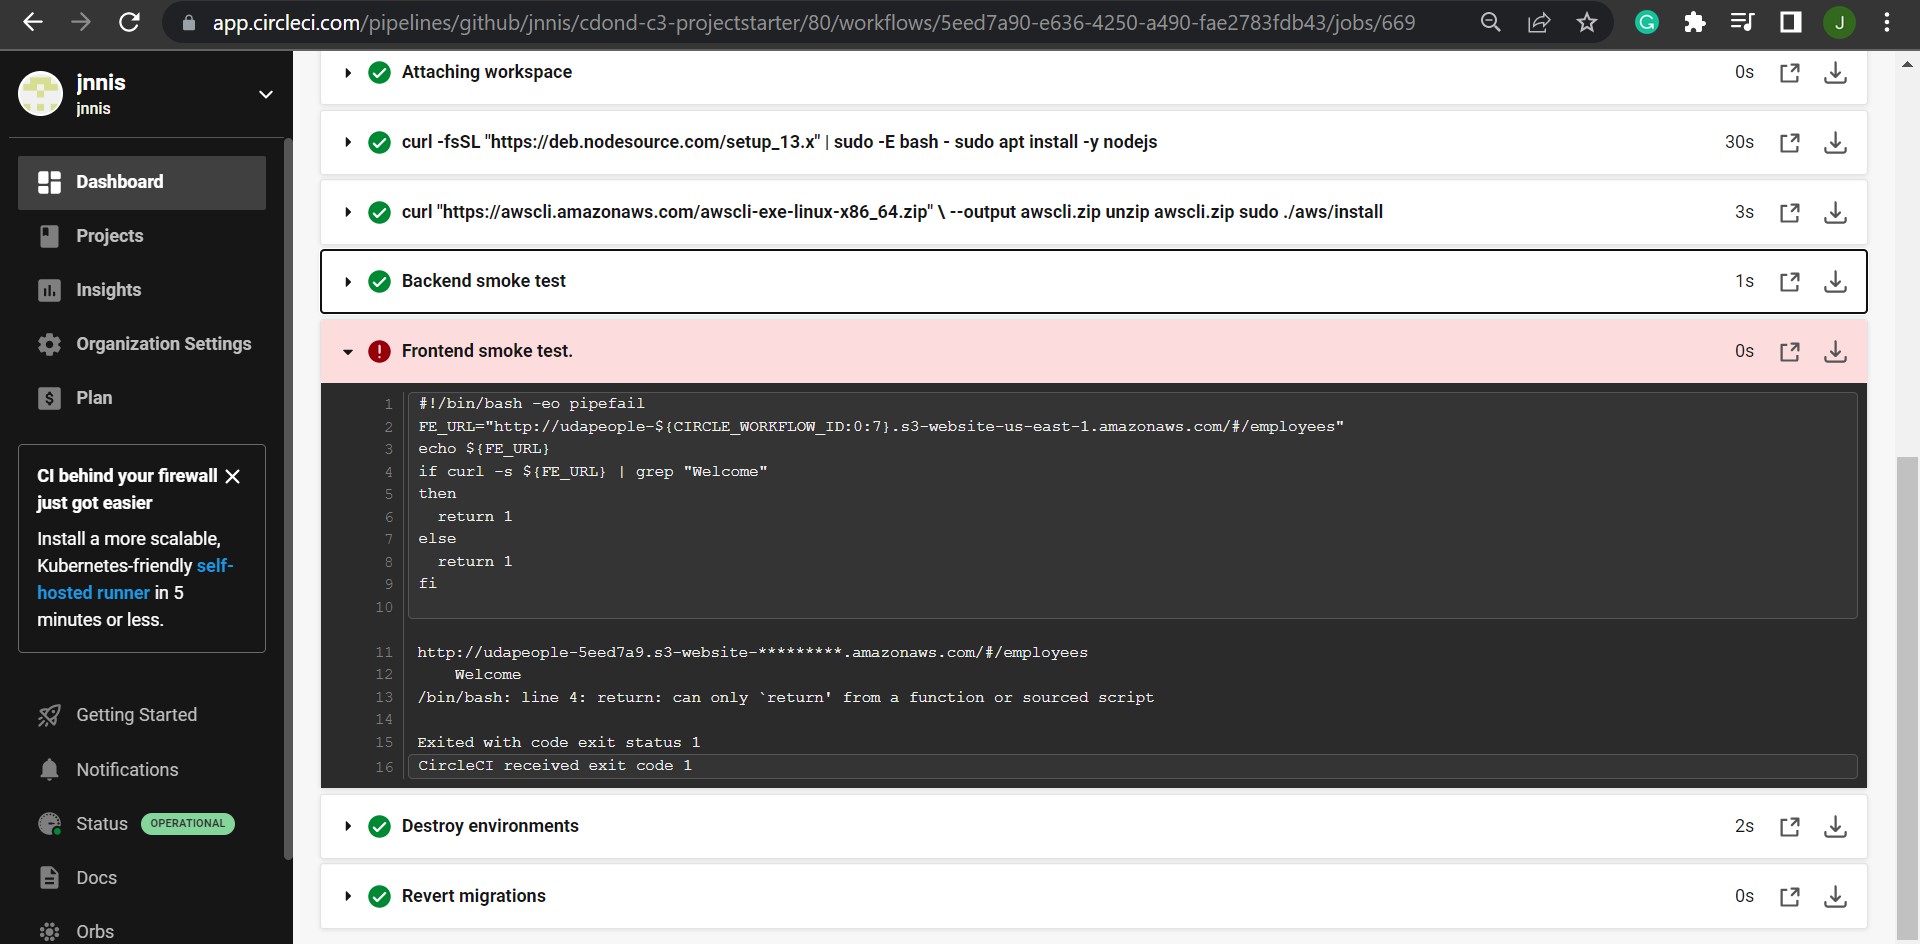 app.circleci.com/pipelines/github/jnnis/cdond-c3-projectstarter/80/workflows/5eed7a90-e636-4250-a490-fae2783fdb43/jobs/669
G
J
jnnis
jnnis
Dashboard
Projects
Insights
Organization Settings
$
Plan
CI behind your firewall
just got easier
Install a more scalable,
Kubernetes-friendly self-
hosted runner in 5
minutes or less.
Getting Started
Notifications
Status OPERATIONAL
Docs
Orbs
Attaching workspace 0s
curl -fsSL "https://deb.nodesource.com/setup_13.x" | sudo -E bash - sudo apt install -y nodejs 30s
curl "https://awscli.amazonaws.com/awscli-exe-linux-x86_64.zip" \ --output awscli.zip unzip awscli.zip sudo ./aws/install 3s
Backend smoke test 1s
! Frontend smoke test. 0s
1 #!/bin/bash -eo pipefail
2 FE_URL="http://udapeople-${CIRCLE_WORKFLOW_ID:0:7}.s3-website-us-east-1.amazonaws.com/#/employees"
3 echo ${FE_URL}
4 if curl -s ${FE_URL} | grep "Welcome"
5 then
6 return 1
7 else
8 return 1
9 fi
10
11 http://udapeople-5eed7a9.s3-website-*********.amazonaws.com/#/employees
12 Welcome
13 /bin/bash: line 4: return: can only `return' from a function or sourced script
14
15 Exited with code exit status 1
16 CircleCI received exit code 1
Destroy environments 2s
Revert migrations 0s